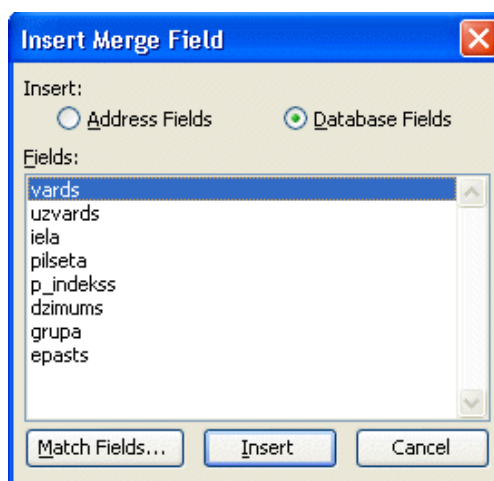 Insert Merge Field
Insert:
Address Fields Database Fields
Fields:
vards
uzvards
iela
pilseta
p_indekss
dzimums
grupa
epasts
Match Fields... Insert Cancel